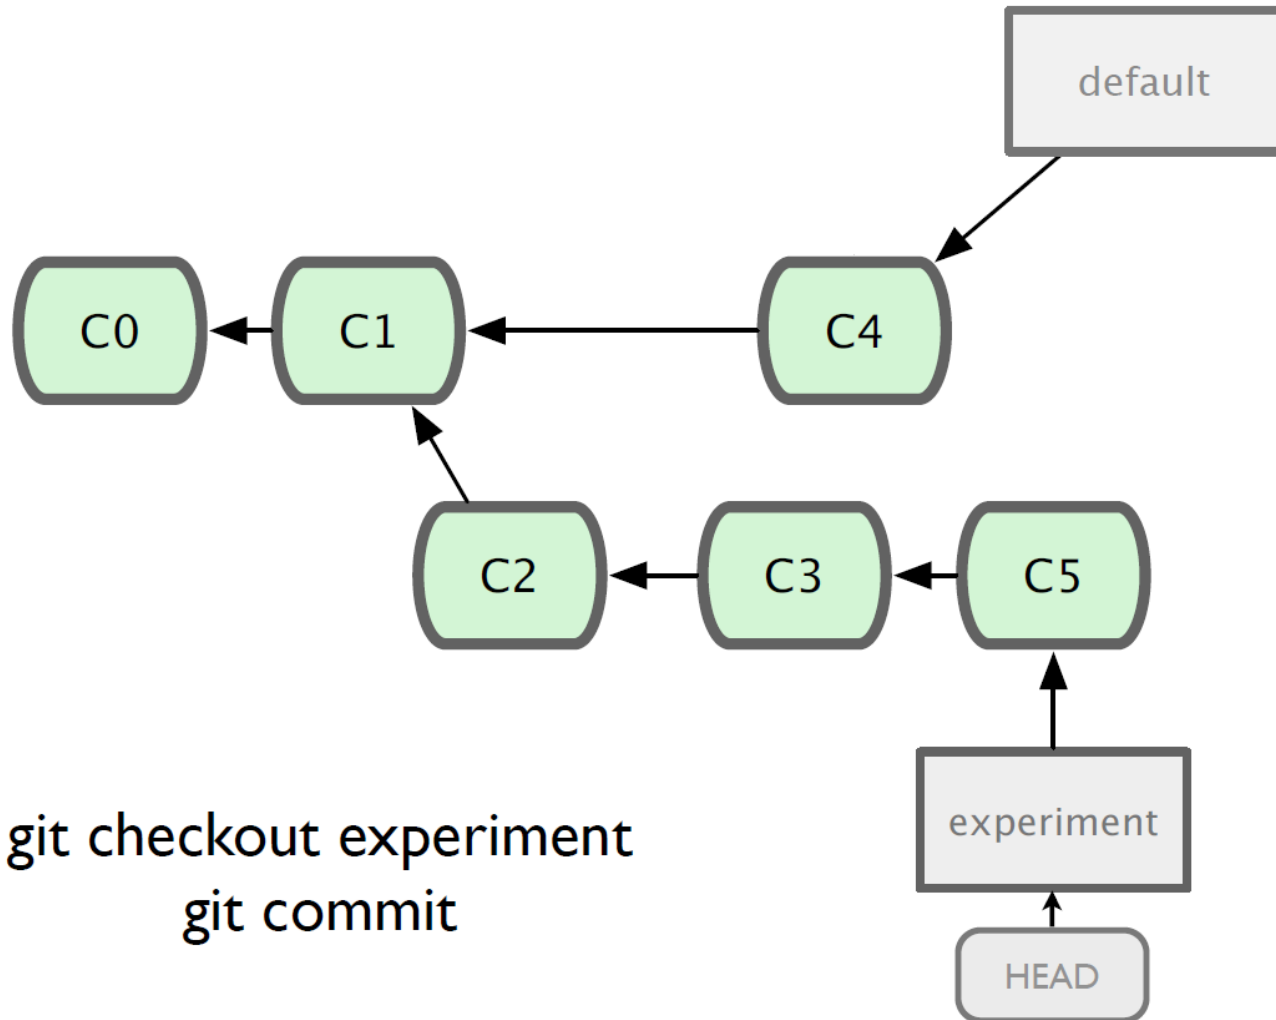 default
C0
C1
C4
C2
C3
C5
experiment
git checkout experiment
git commit
HEAD